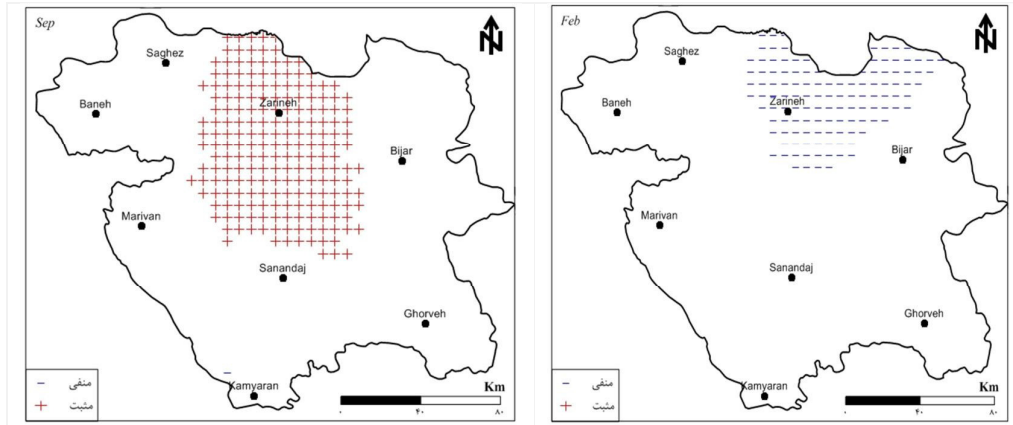 Sep
N
Saghez
Baneh
Zarineh
Bijar
Marivan
Sanandaj
Ghorveh
Kamyaran
منفی
مثبت
Km
۰ ۴۰ ۸۰
Feb
N
Saghez
Baneh
Zarineh
Bijar
Marivan
Sanandaj
Ghorveh
Kamyaran
منفی
مثبت
Km
۰ ۴۰ ۸۰